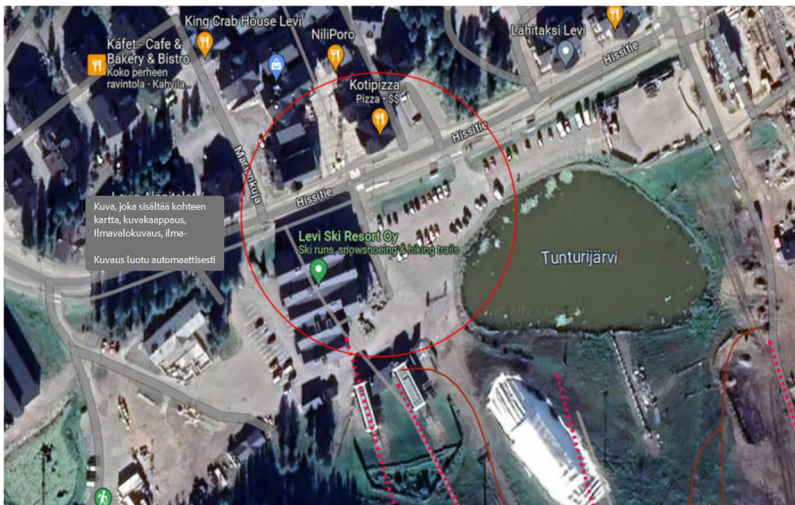 King Crab House Levi
NiliPoro
Lähitaksi Levi
Kåfet - Cafe &
Bakery & Bistro
Koko perheen
ravintola - Kahvila...
Kotipizza
Pizza - $$
Hissitie
Hissitie
Hissitie
Kuva, joka sisältää kohteen
kartta, kuvakaappaus,
Ilmavalokuvaus, ilma-
Kuvaus luotu automaattisesti
Levi Ski Resort Oy
Ski runs, snowshoeing & hiking trails
Tunturijärvi